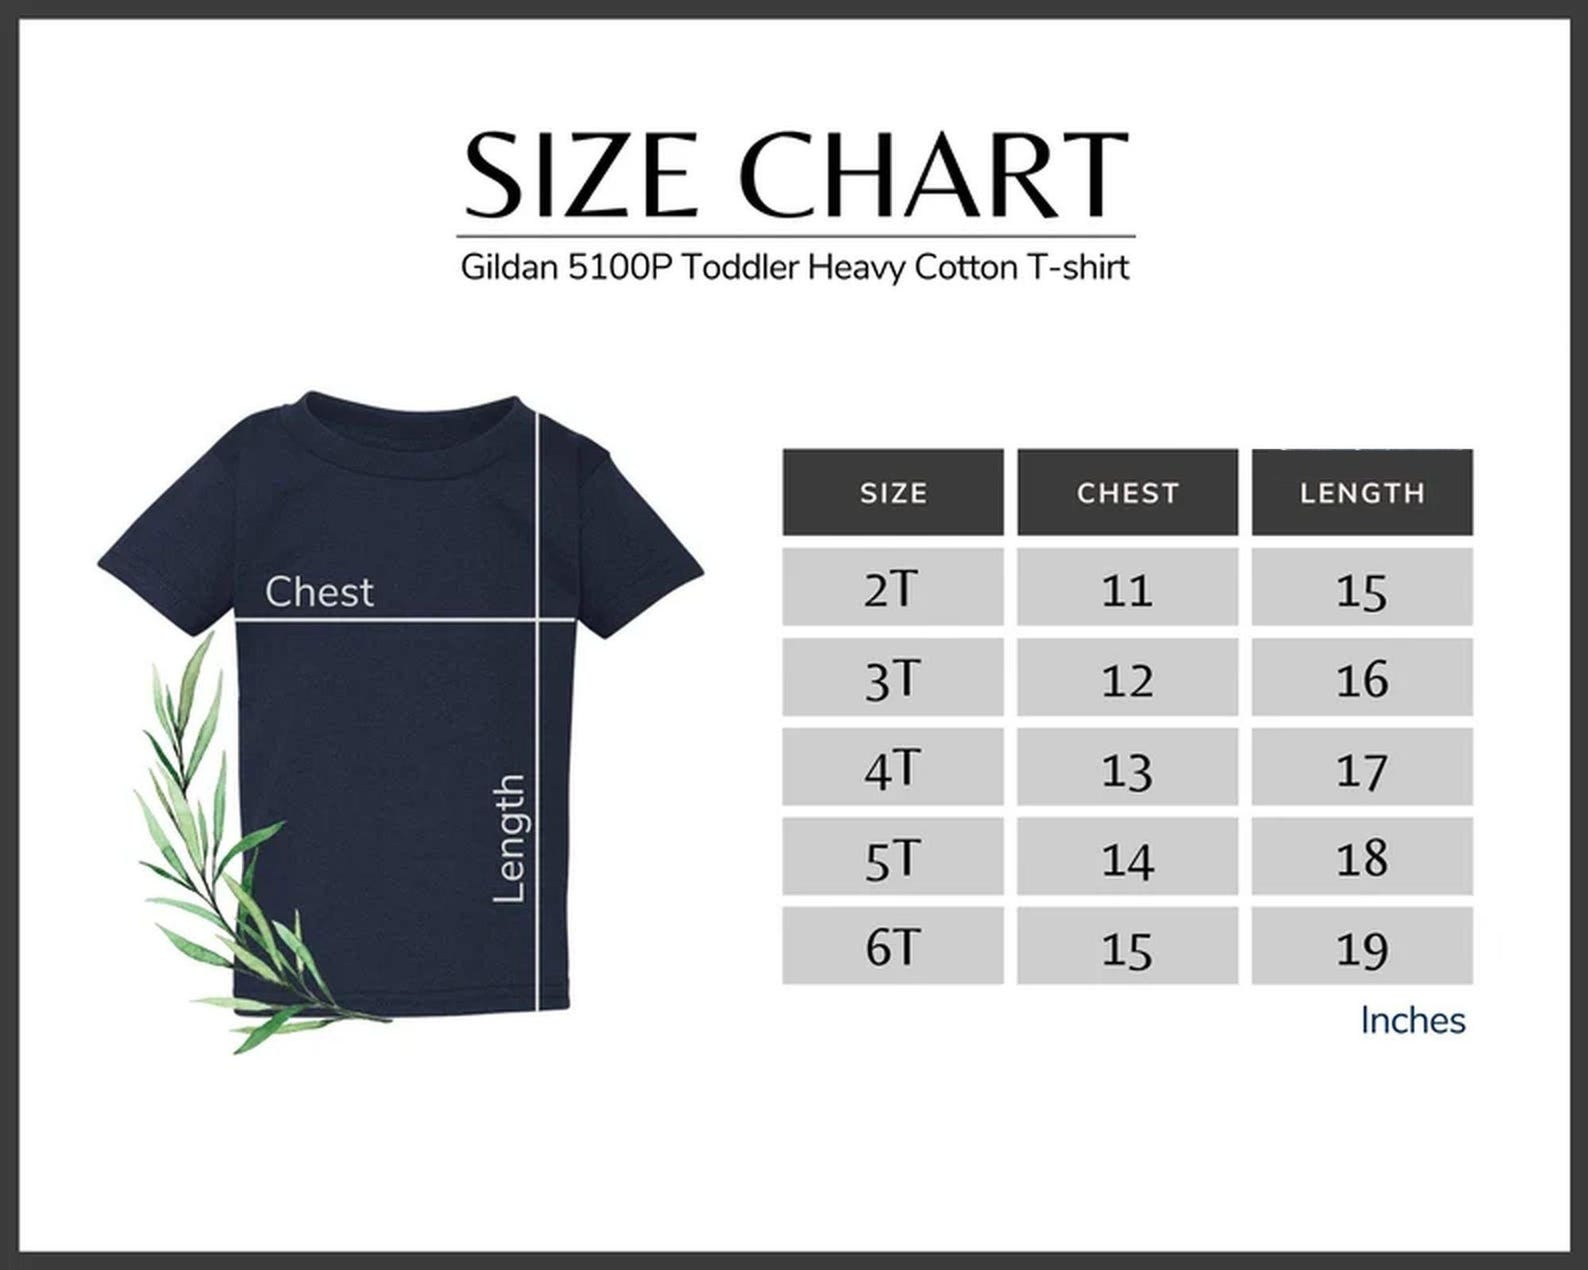 SIZE CHART
Gildan 5100P Toddler Heavy Cotton T-shirt
Chest
Length
SIZE CHEST LENGTH
2T 11 15
3T 12 16
4T 13 17
5T 14 18
6T 15 19
Inches